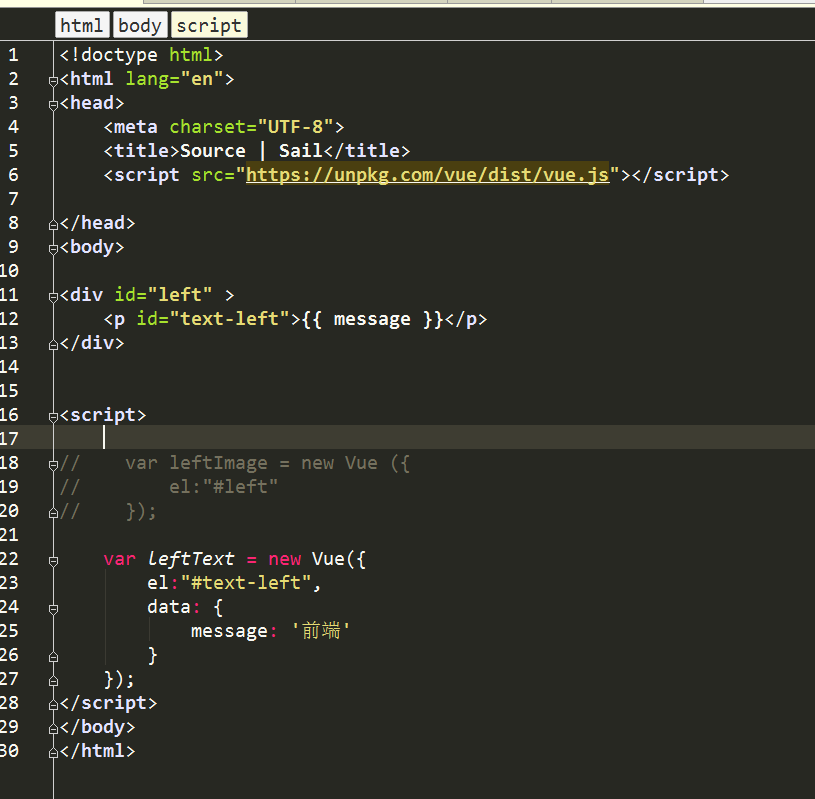 html body script
1 <!doctype html>
2 <html lang="en">
3 <head>
4     <meta charset="UTF-8">
5     <title>Source | Sail</title>
6     <script src="https://unpkg.com/vue/dist/vue.js"></script>
7
8 </head>
9 <body>
10
11 <div id="left" >
12     <p id="text-left">{{ message }}</p>
13 </div>
14
15
16 <script>
17
18 //    var leftImage = new Vue ({
19 //        el:"#left"
20 //    });
21
22     var leftText = new Vue({
23         el:"#text-left",
24         data: {
25             message: '前端'
26         }
27     });
28 </script>
29 </body>
30 </html>